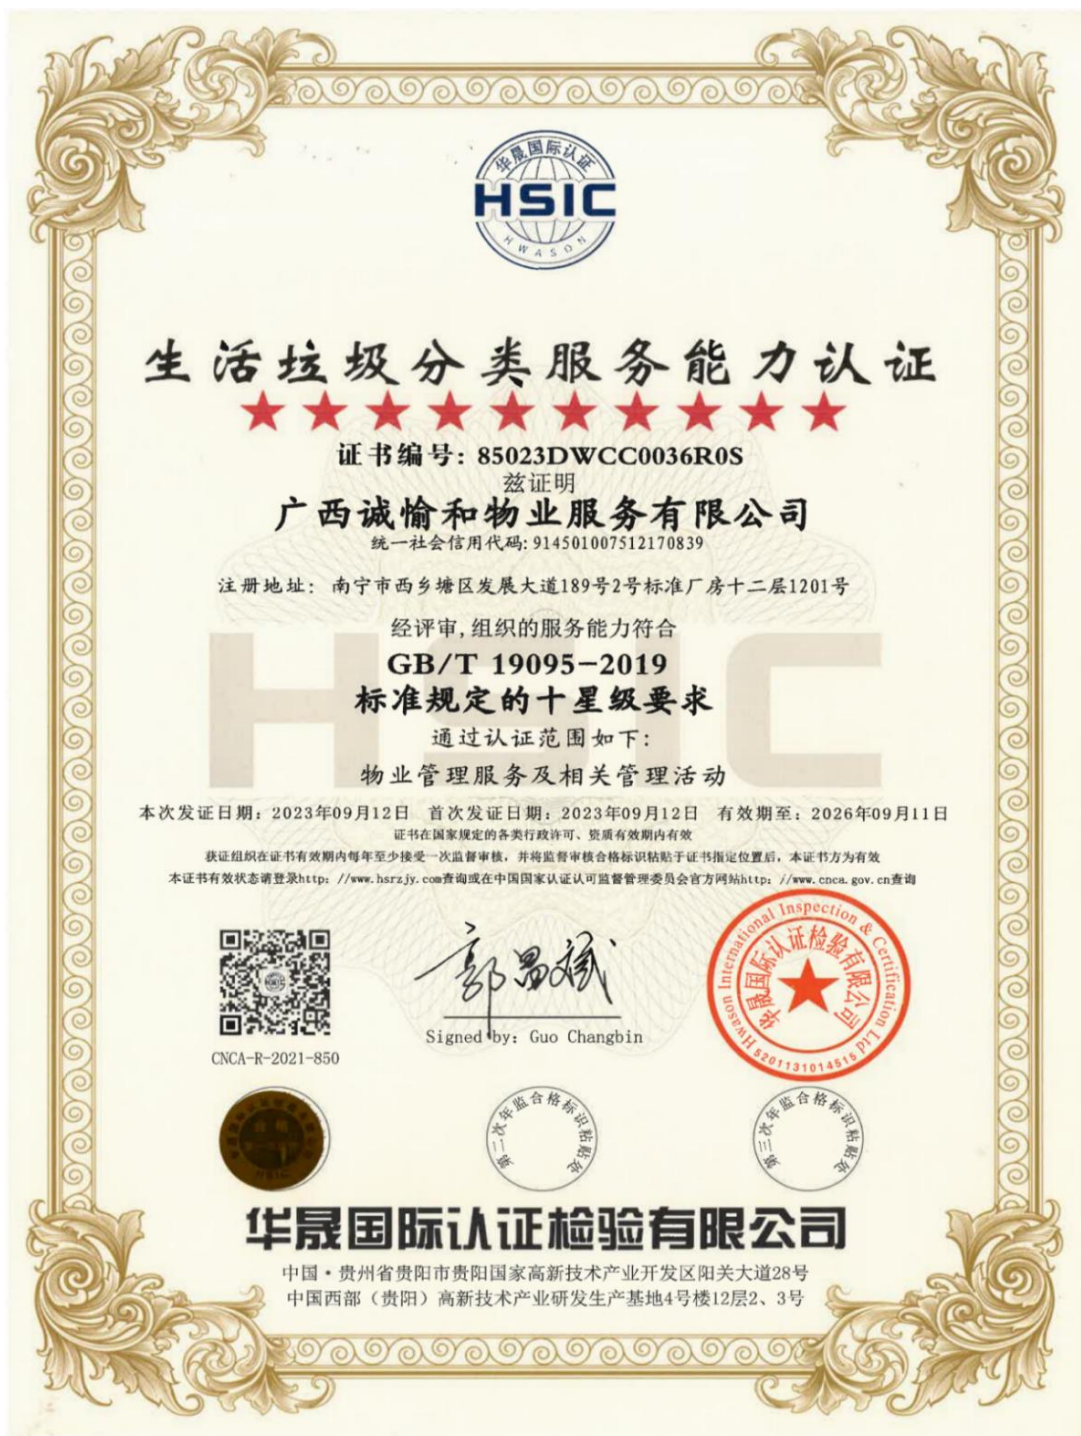 华晟国际认证
HSIC
HWASON
生活垃圾分类服务能力认证
证书编号: 85023DWCC0036R0S
兹证明
广西诚愉和物业服务有限公司
统一社会信用代码: 914501007512170839
注册地址： 南宁市西乡塘区发展大道189号2号标准厂房十二层1201号
经评审,组织的服务能力符合
GB/T 19095-2019
标准规定的十星级要求
通过认证范围如下:
物业管理服务及相关管理活动
本次发证日期: 2023年09月12日 首次发证日期: 2023年09月12日 有效期至: 2026年09月11日
证书在国家规定的各类行政许可、资质有效期内有效
获证组织在证书有效期内每年至少接受一次监督审核，并将监督审核合格标识粘贴于证书指定位置后，本证书方为有效
本证书有效状态请登录http: //www.hsrzjy.com查询或在中国国家认证认可监督管理委员会官方网站http: //www.cnca.gov.cn查询
HSIC
CNCA-R-2021-850
Signed by: Guo Changbin
Hwason International Inspection & Certification Ltd
华晟国际认证检验有限公司
5201131014515
合格
HSIC
第二次年监合格标识粘贴处
第三次年监合格标识粘贴处
华晟国际认证检验有限公司
中国·贵州省贵阳市贵阳国家高新技术产业开发区阳关大道28号
中国西部（贵阳）高新技术产业研发生产基地4号楼12层2、3号